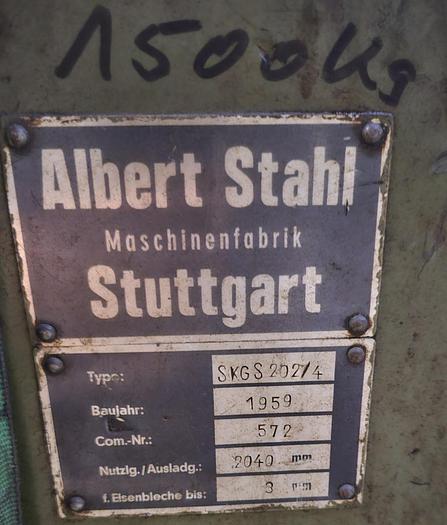 1500Kg
Albert Stahl
Maschinenfabrik
Stuttgart
Type: SKGS 202/4
Baujahr: 1959
Com.-Nr.: 572
Nutzlg./Ausladg.: 2040 mm
f. Eisenbleche bis: 3 mm